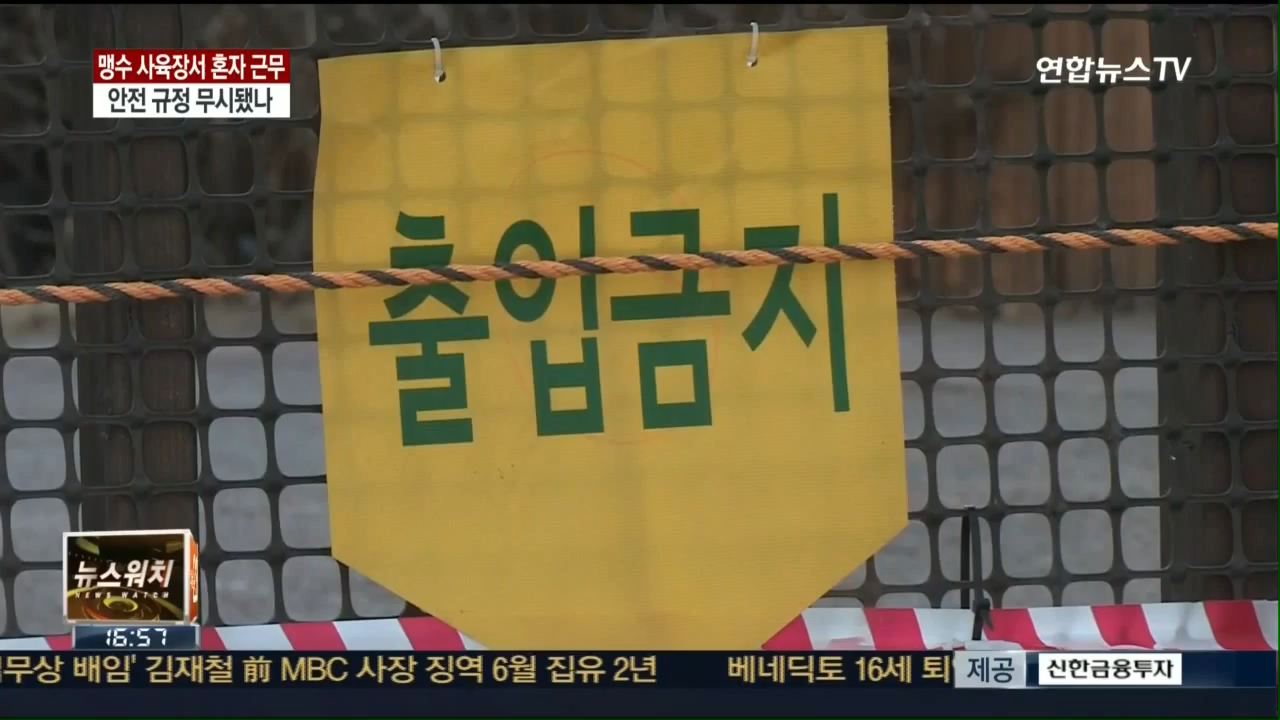 맹수 사육장서 혼자 근무
안전 규정 무시됐나
연합뉴스TV
출입금지
뉴스워치
NEWS WATCH
16:57
무상 배임' 김재철 前 MBC 사장 징역 6월 집유 2년 베네딕토 16세 퇴
제공 신한금융투자